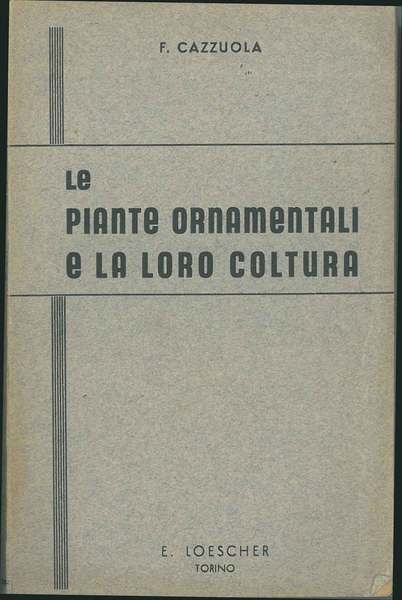 F. CAZZUOLA
Le
PIANTE ORNAMENTALI
e LA LORO COLTURA
E. LOESCHER
TORINO